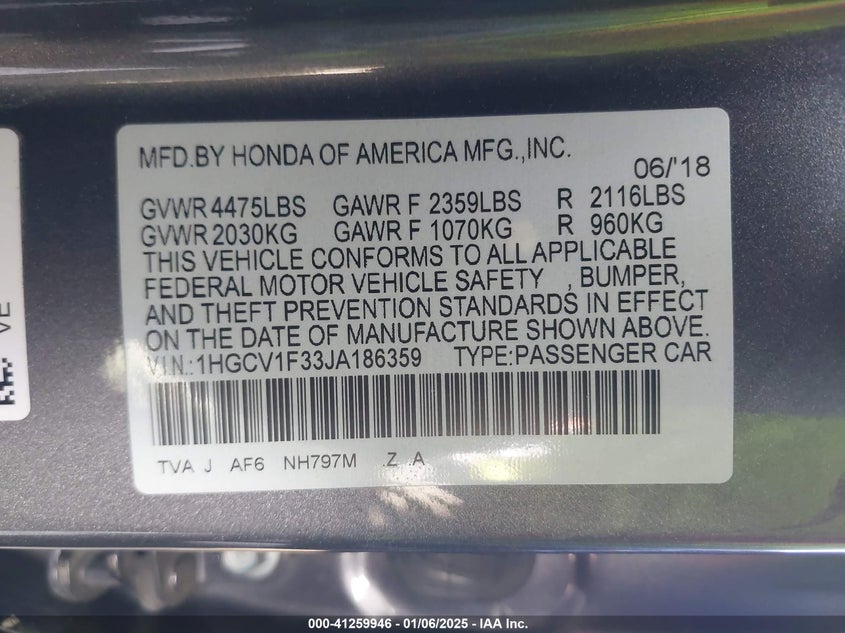 MFD.BY HONDA OF AMERICA MFG.,INC.
06/'18
GVWR 4475LBS GAWR F 2359LBS R 2116LBS
GVWR 2030KG GAWR F 1070KG R 960KG
THIS VEHICLE CONFORMS TO ALL APPLICABLE
FEDERAL MOTOR VEHICLE SAFETY , BUMPER,
AND THEFT PREVENTION STANDARDS IN EFFECT
ON THE DATE OF MANUFACTURE SHOWN ABOVE.
V.I.N.:1HGCV1F33JA186359 TYPE:PASSENGER CAR
TVA J AF6 NH797M .Z .A
VE
000-41259946 - 01/06/2025 - IAA Inc.